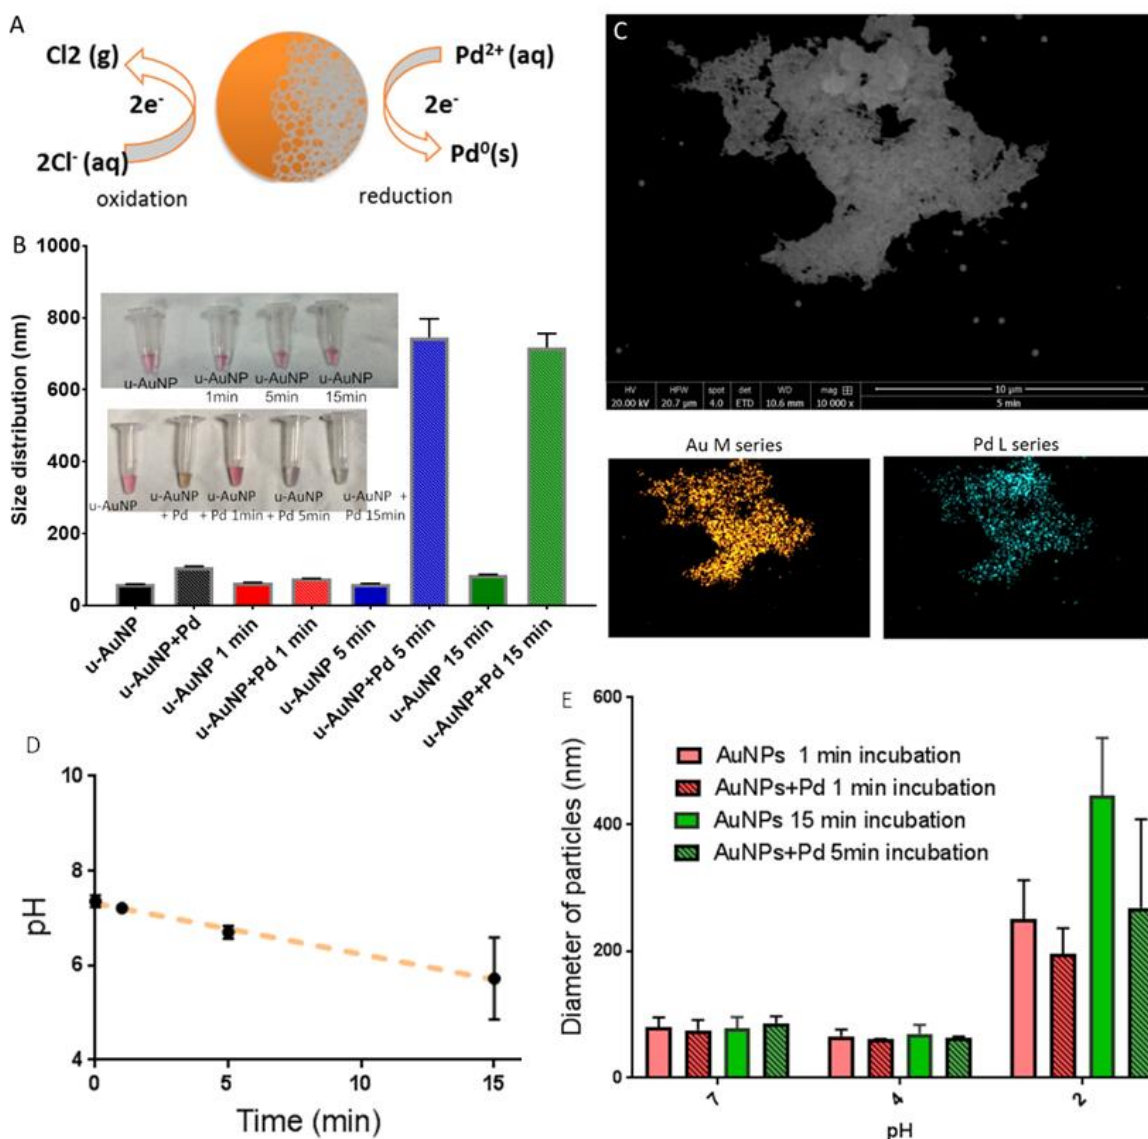 A
Cl2 (g)
2e⁻
2Cl⁻ (aq)
oxidation
Pd²⁺ (aq)
2e⁻
Pd⁰(s)
reduction
B
Size distribution (nm)
1000
800
600
400
200
0
u-AuNP
u-AuNP
1min
u-AuNP
5min
u-AuNP
15min
u-AuNP
u-AuNP
+ Pd
u-AuNP
+ Pd 1min
u-AuNP
+ Pd 5min
u-AuNP +
Pd 15min
u-AuNP
u-AuNP+Pd
u-AuNP 1 min
u-AuNP+Pd 1 min
u-AuNP 5 min
u-AuNP+Pd 5 min
u-AuNP 15 min
u-AuNP+Pd 15 min
C
HV HFW spot det WD mag 10 µm
20.00 kV 20.7 µm 4.0 ETD 10.6 mm 10 000 x 5 min
Au M series
Pd L series
D
pH
10
8
6
4
0 5 10 15
Time (min)
E
Diameter of particles (nm)
600
400
200
0
AuNPs 1 min incubation
AuNPs+Pd 1 min incubation
AuNPs 15 min incubation
AuNPs+Pd 5min incubation
7 4 2
pH